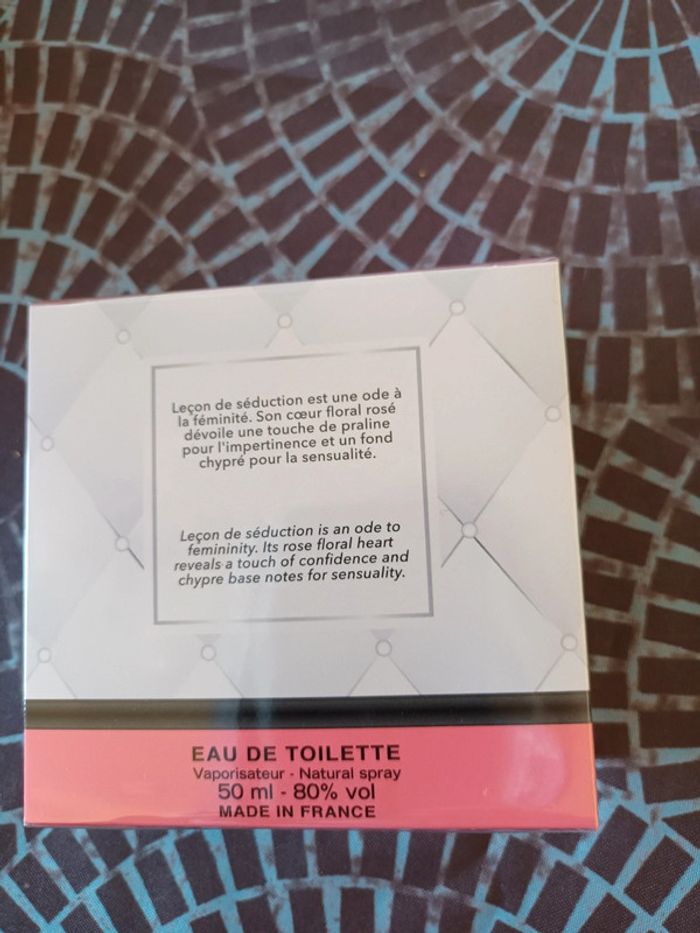 Leçon de séduction est une ode à
la féminité. Son cœur floral rosé
dévoile une touche de praline
pour l'impertinence et un fond
chypré pour la sensualité.
Leçon de séduction is an ode to
femininity. Its rose floral heart
reveals a touch of confidence and
chypre base notes for sensuality.
EAU DE TOILETTE
Vaporisateur - Natural spray
50 ml - 80% vol
MADE IN FRANCE